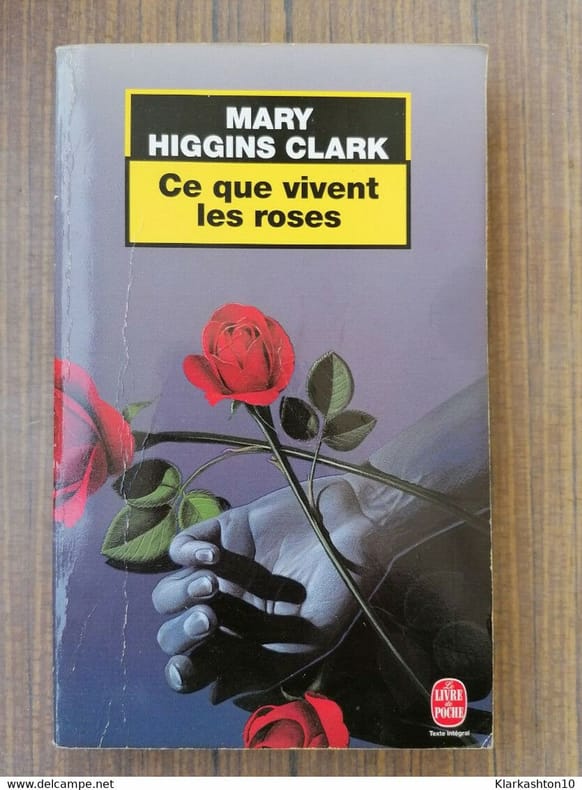 MARY
HIGGINS CLARK
Ce que vivent
les roses
Le
LIVRE
de
POCHE
Texte intégral
www.delcampe.net
Klarkashton10